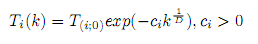 T_i(k) = T_{(i;0)}exp(−c_i k^{\frac{1}{D}}), c_i > 0